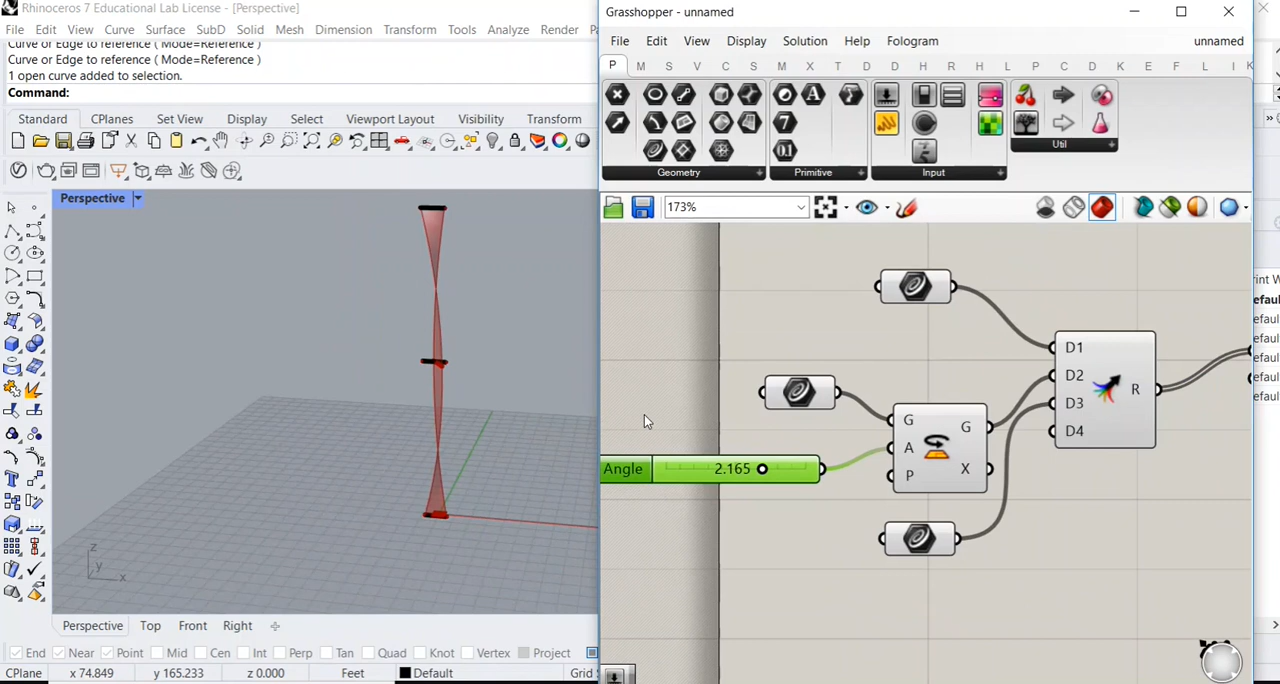 Rhinoceros 7 Educational Lab License - [Perspective]
File Edit View Curve Surface SubD Solid Mesh Dimension Transform Tools Analyze Render
Curve or Edge to reference ( Mode=Reference )
Curve or Edge to reference ( Mode=Reference )
1 open curve added to selection.
Command:
Standard CPlanes Set View Display Select Viewport Layout Visibility Transform
Perspective
z
y
x
Perspective Top Front Right
End Near Point Mid Cen Int Perp Tan Quad Knot Vertex Project
CPlane x 74.849 y 165.233 z 0.000 Feet Default Grid
Grasshopper - unnamed
File Edit View Display Solution Help Fologram unnamed
P M S V C S M X T D D H R H L T P C D K E F L I K
Geometry Primitive Input Util
173%
D1
D2
D3
D4
R
G
A
P
G
X
Angle 2.165